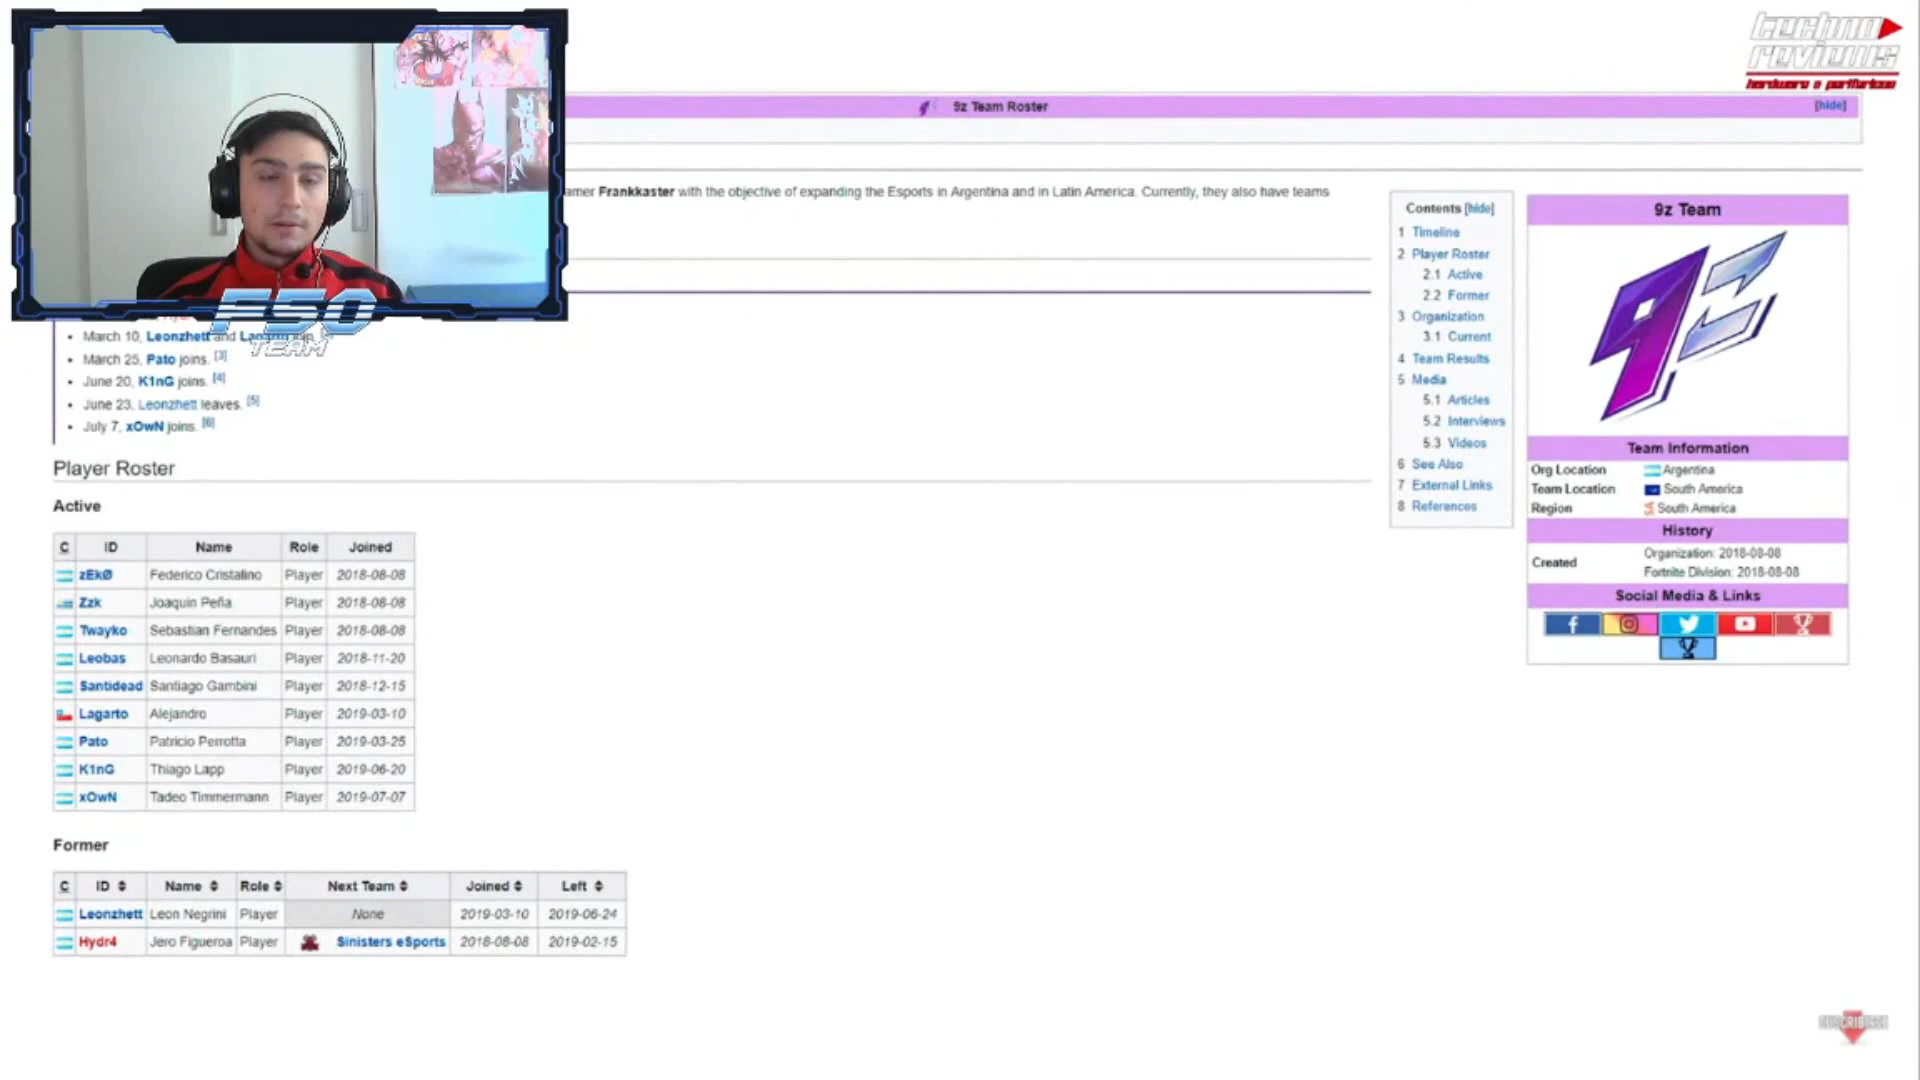 techno
reviews
hardware e perifericos
9z Team Roster
[hide]
Frankkaster with the objective of expanding the Esports in Argentina and in Latin America. Currently, they also have teams
F5O
TEAM
• March 10, Leonzhett and
• March 25, Pato joins. [3]
• June 20, K1nG joins. [4]
• June 23, Leonzhett leaves. [5]
• July 7, xOwN joins. [6]
Player Roster
Active
C ID Name Role Joined
zEkØ Federico Cristalino Player 2018-08-08
Zzk Joaquin Peña Player 2018-08-08
Twayko Sebastian Fernandes Player 2018-08-08
Leobas Leonardo Basauri Player 2018-11-20
Santidead Santiago Gambini Player 2018-12-15
Lagarto Alejandro Player 2019-03-10
Pato Patricio Perrotta Player 2019-03-25
K1nG Thiago Lapp Player 2019-06-20
xOwN Tadeo Timmermann Player 2019-07-07
Former
C ID Name Role Next Team Joined Left
Leonzhett Leon Negrini Player None 2019-03-10 2019-06-24
Hydr4 Jero Figueroa Player Sinisters eSports 2018-08-08 2019-02-15
Contents [hide]
1 Timeline
2 Player Roster
2.1 Active
2.2 Former
3 Organization
3.1 Current
4 Team Results
5 Media
5.1 Articles
5.2 Interviews
5.3 Videos
6 See Also
7 External Links
8 References
9z Team
9z
Team Information
Org Location Argentina
Team Location South America
Region SA South America
History
Created Organization: 2018-08-08
Fortnite Division: 2018-08-08
Social Media & Links